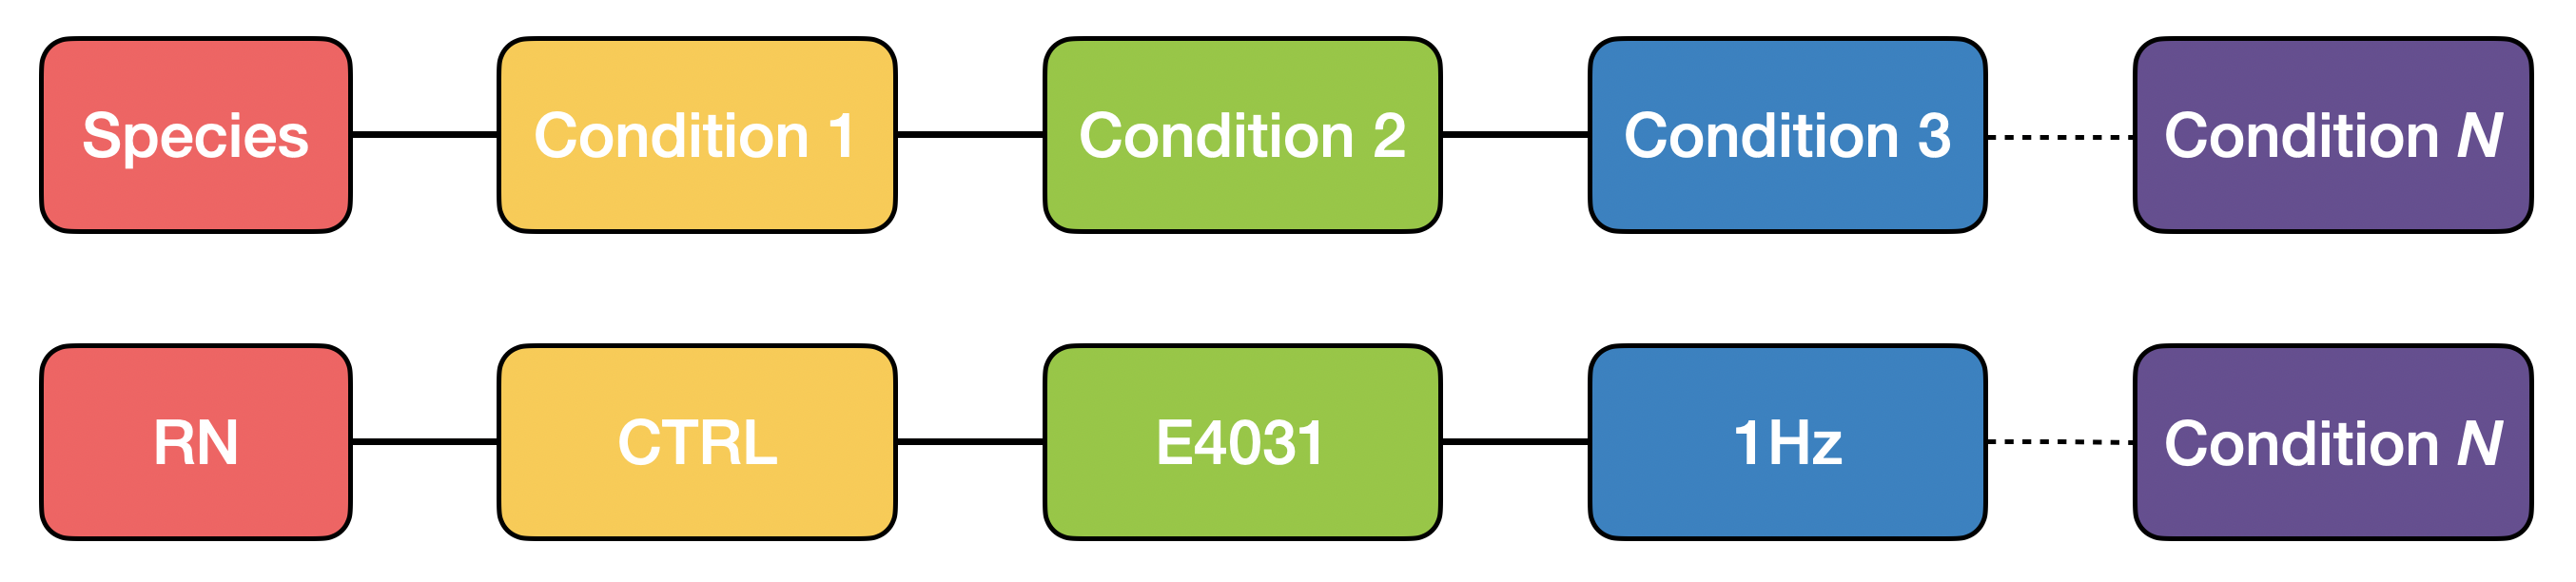 Species
Condition 1
Condition 2
Condition 3
Condition N
RN
CTRL
E4031
1Hz
Condition N